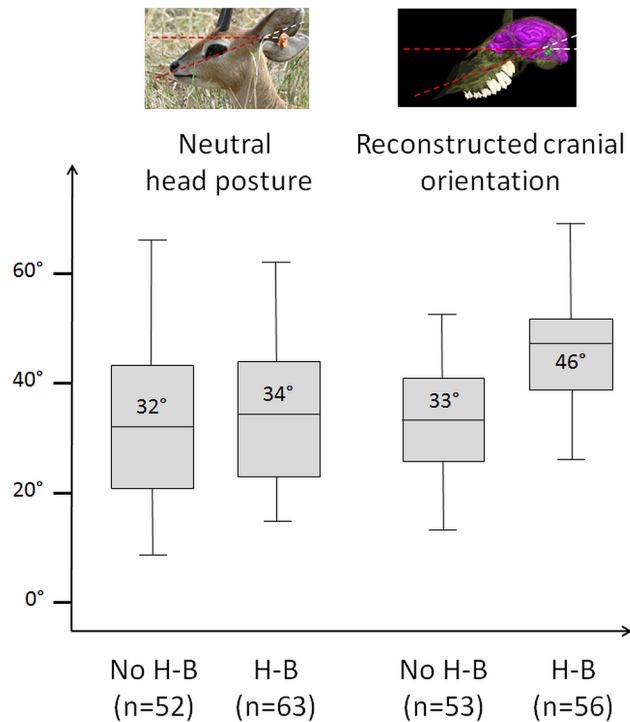 Neutral
head posture
Reconstructed cranial
orientation
60°
40°
20°
0°
32°
34°
33°
46°
No H-B
(n=52)
H-B
(n=63)
No H-B
(n=53)
H-B
(n=56)